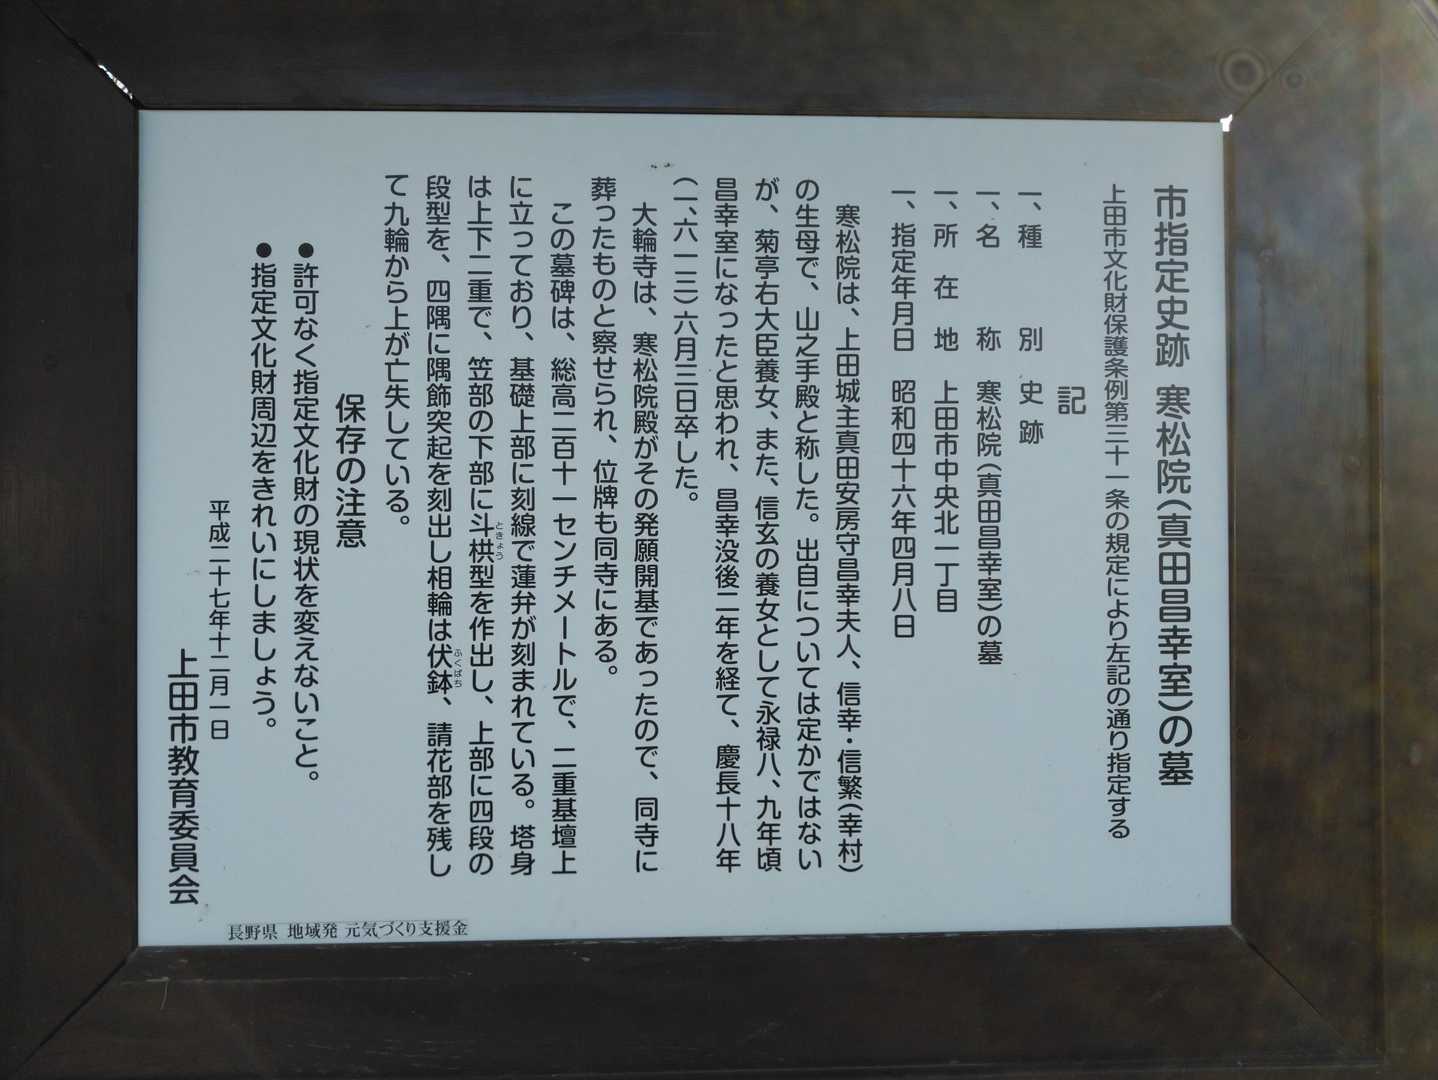 市指定史跡 寒松院(真田昌幸室)の墓
上田市文化財保護条例第三十一条の規定により左記の通り指定する
記
一、種別 史跡
一、名称 寒松院(真田昌幸室)の墓
一、所在地 上田市中央北一丁目
一、指定年月日 昭和四十六年四月八日
寒松院は、上田城主真田安房守昌幸夫人、信幸・信繁(幸村)
の生母で、山之手殿と称した。出自については定かではない
が、菊亭右大臣養女、また、信玄の養女として永禄八、九年頃
昌幸室になったと思われ、昌幸没後二年を経て、慶長十八年
(一、六一三)六月三日卒した。
大輪寺は、寒松院殿がその発願開基であったので、同寺に
葬ったものと察せられ、位牌も同寺にある。
この墓碑は、総高二百十一センチメートルで、二重基壇上
に立っており、基礎上部に刻線で蓮弁が刻まれている。塔身
は上下二重で、笠部の下部に斗栱型を作出し、上部に四段の
ときょう
段型を、四隅に隅飾突起を刻出し相輪は伏鉢、請花部を残し
ふくばち
て九輪から上が亡失している。
保存の注意
●許可なく指定文化財の現状を変えないこと。
●指定文化財周辺をきれいにしましょう。
平成二十七年十二月一日
上田市教育委員会
長野県 地域発 元気づくり支援金